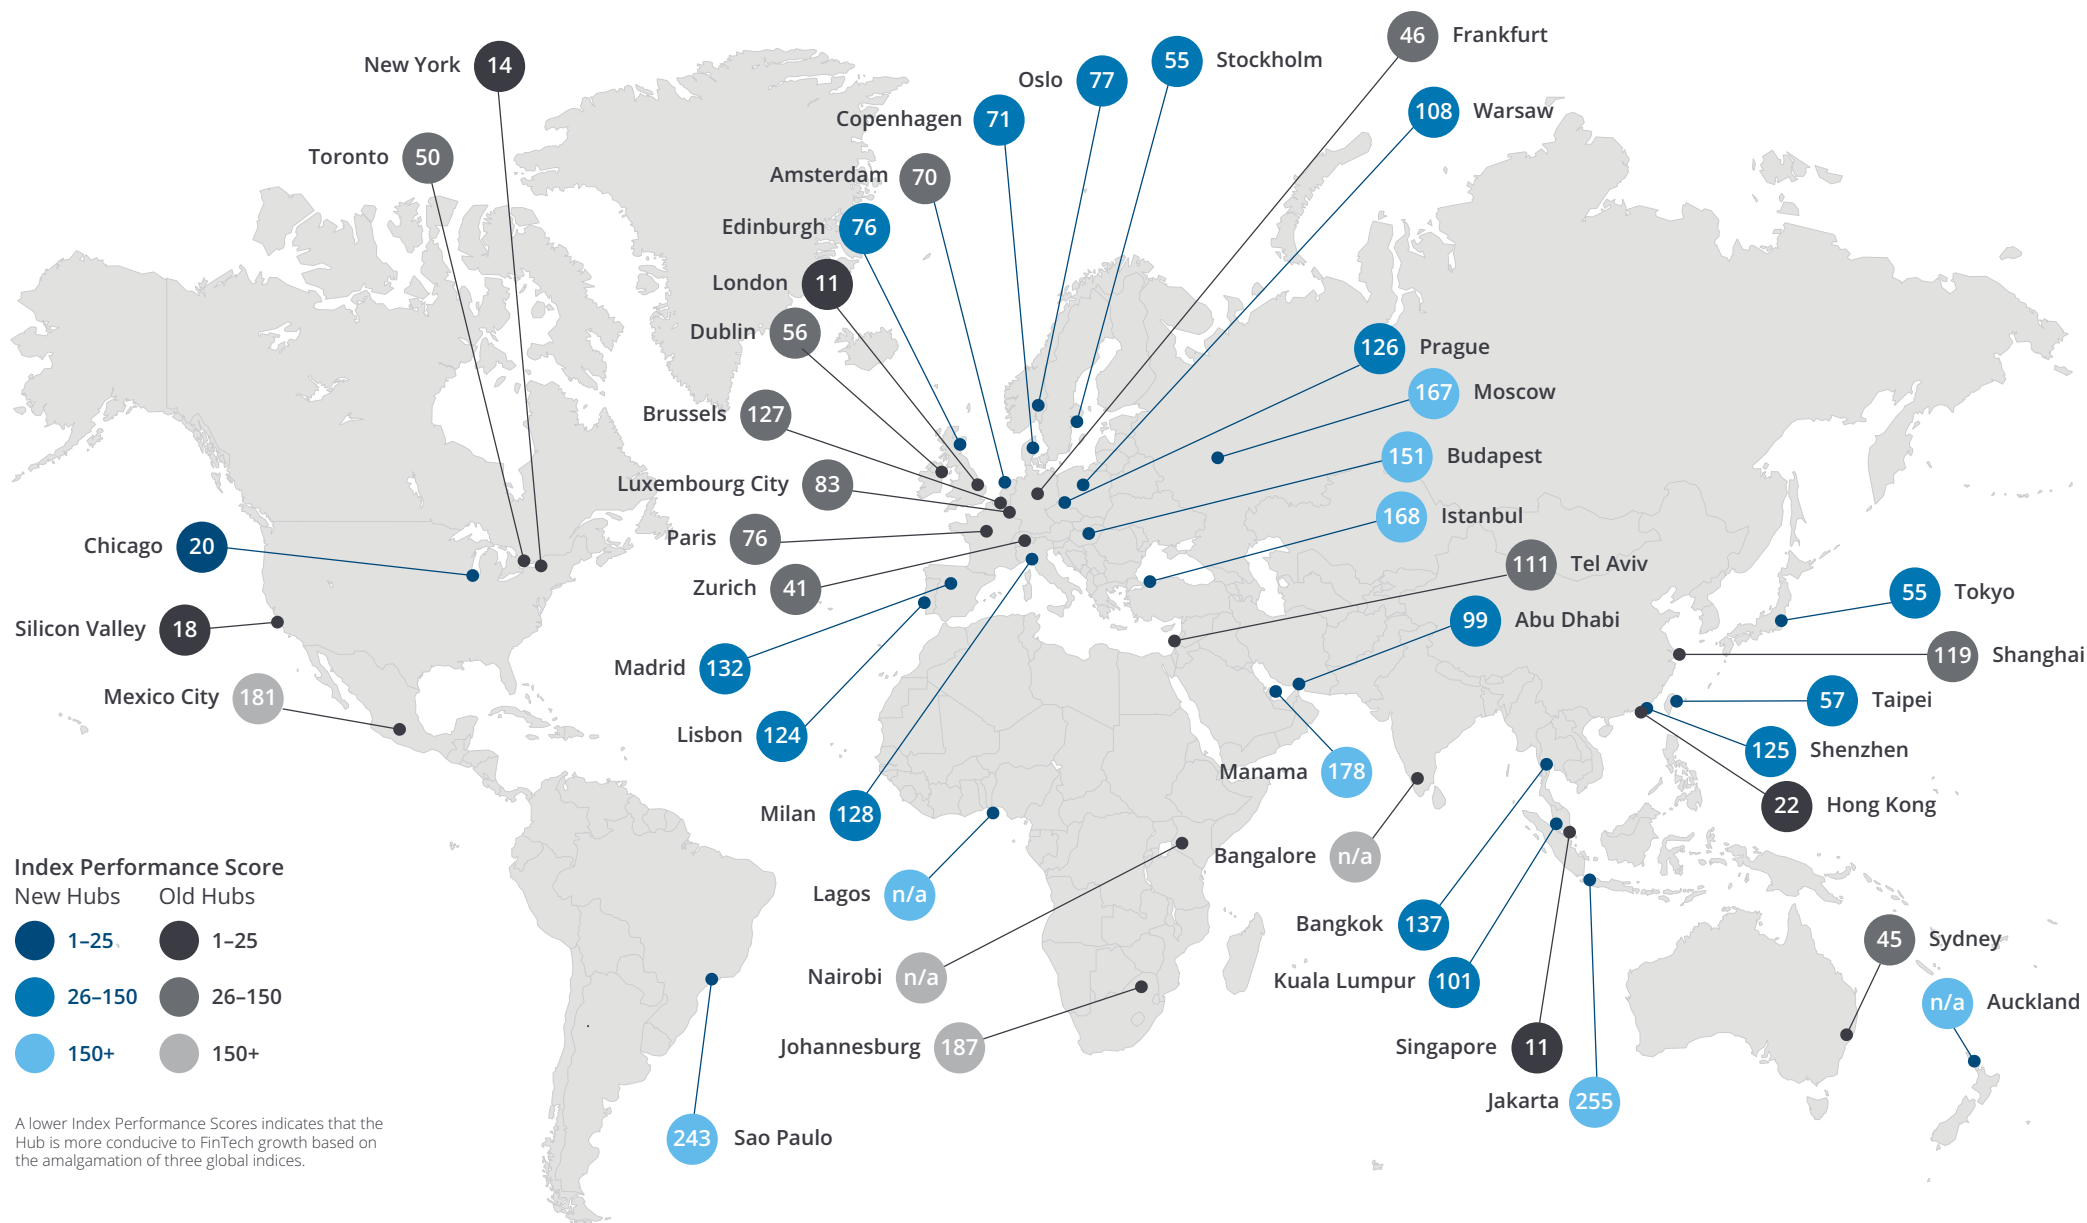 46 Frankfurt
New York 14
55 Stockholm
Oslo 77
Copenhagen 71
108 Warsaw
Toronto 50
Amsterdam 70
Edinburgh 76
London 11
Dublin 56
126 Prague
167 Moscow
Brussels 127
151 Budapest
Luxembourg City 83
168 Istanbul
Paris 76
Chicago 20
111 Tel Aviv
Zurich 41
55 Tokyo
99 Abu Dhabi
Silicon Valley 18
119 Shanghai
Madrid 132
Mexico City 181
57 Taipei
Lisbon 124
125 Shenzhen
Manama 178
22 Hong Kong
Milan 128
Bangalore n/a
Index Performance Score
New Hubs Old Hubs
Lagos n/a
Bangkok 137
1–25 1–25
45 Sydney
Nairobi n/a
Kuala Lumpur 101
26–150 26–150
n/a Auckland
Johannesburg 187
Singapore 11
150+ 150+
Jakarta 255
243 Sao Paulo
A lower Index Performance Scores indicates that the
Hub is more conducive to FinTech growth based on
the amalgamation of three global indices.